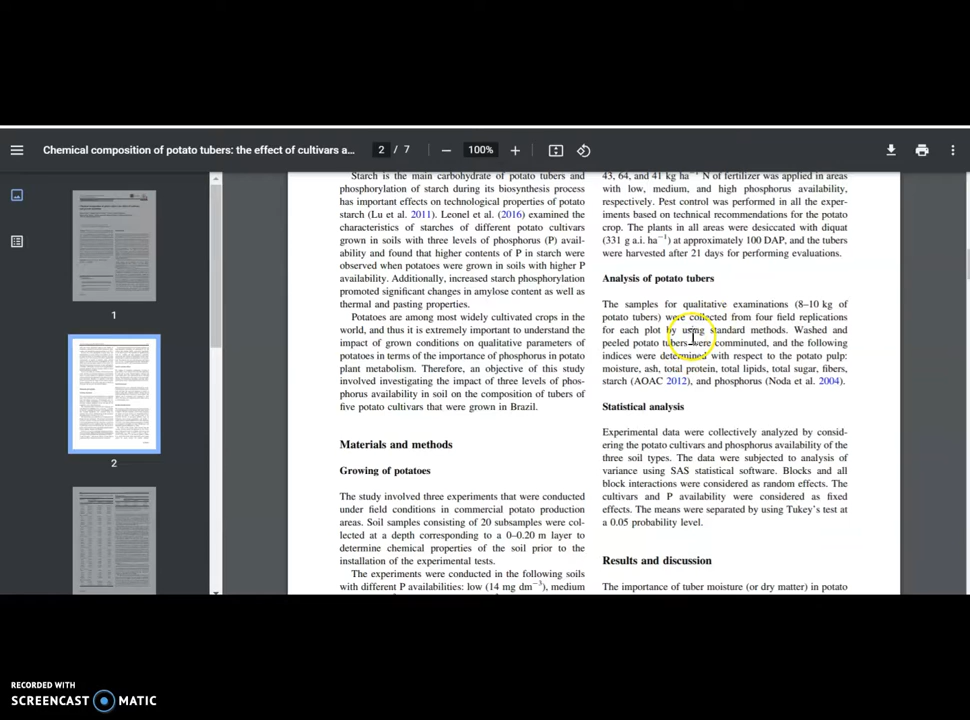 Chemical composition of potato tubers: the effect of cultivars a...
2 / 7
100%
1
2
Starch is the main carbohydrate of potato tubers and
phosphorylation of starch during its biosynthesis process
has important effects on technological properties of potato
starch (Lu et al. 2011). Leonel et al. (2016) examined the
characteristics of starches of different potato cultivars
grown in soils with three levels of phosphorus (P) avail-
ability and found that higher contents of P in starch were
observed when potatoes were grown in soils with higher P
availability. Additionally, increased starch phosphorylation
promoted significant changes in amylose content as well as
thermal and pasting properties.
Potatoes are among most widely cultivated crops in the
world, and thus it is extremely important to understand the
impact of grown conditions on qualitative parameters of
potatoes in terms of the importance of phosphorus in potato
plant metabolism. Therefore, an objective of this study
involved investigating the impact of three levels of phos-
phorus availability in soil on the composition of tubers of
five potato cultivars that were grown in Brazil.
Materials and methods
Growing of potatoes
The study involved three experiments that were conducted
under field conditions in commercial potato production
areas. Soil samples consisting of 20 subsamples were col-
lected at a depth corresponding to a 0–0.20 m layer to
determine chemical properties of the soil prior to the
installation of the experimental tests.
The experiments were conducted in the following soils
with different P availabilities: low (14 mg dm−3), medium
43, 64, and 41 kg ha−1 N of fertilizer was applied in areas
with low, medium, and high phosphorus availability,
respectively. Pest control was performed in all the exper-
iments based on technical recommendations for the potato
crop. The plants in all areas were desiccated with diquat
(331 g a.i. ha−1) at approximately 100 DAP, and the tubers
were harvested after 21 days for performing evaluations.
Analysis of potato tubers
The samples for qualitative examinations (8–10 kg of
potato tubers) were collected from four field replications
for each plot by using standard methods. Washed and
peeled potato tubers were comminuted, and the following
indices were determined with respect to the potato pulp:
moisture, ash, total protein, total lipids, total sugar, fibers,
starch (AOAC 2012), and phosphorus (Noda et al. 2004).
Statistical analysis
Experimental data were collectively analyzed by consid-
ering the potato cultivars and phosphorus availability of the
three soil types. The data were subjected to analysis of
variance using SAS statistical software. Blocks and all
block interactions were considered as random effects. The
cultivars and P availability were considered as fixed
effects. The means were separated by using Tukey's test at
a 0.05 probability level.
Results and discussion
The importance of tuber moisture (or dry matter) in potato
RECORDED WITH
SCREENCAST MATIC